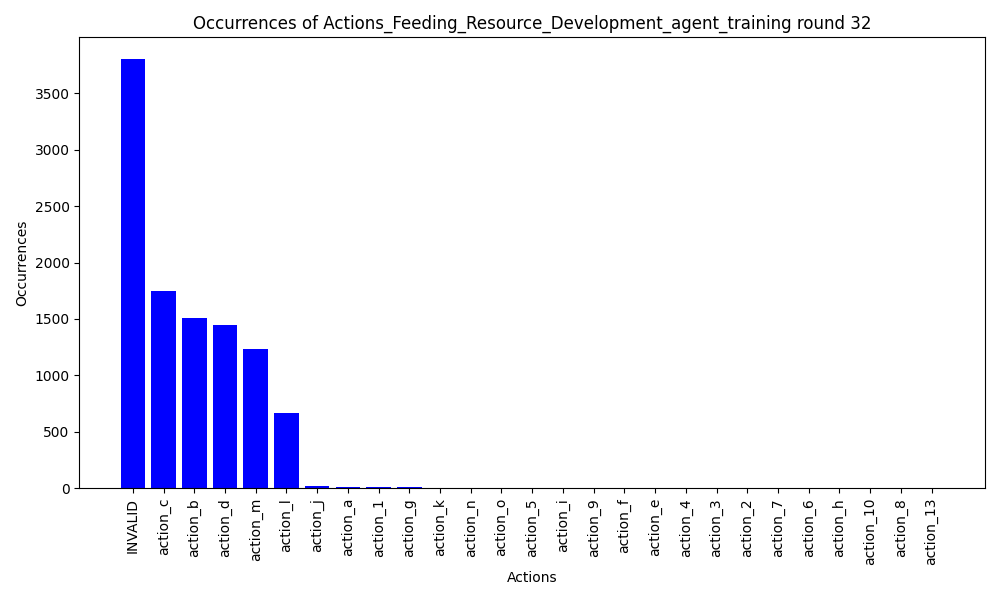 Occurrences of Actions_Feeding_Resource_Development_agent_training round 32
3500
3000
2500
2000
1500
1000
500
0
Occurrences
INVALID
action_c
action_b
action_d
action_m
action_l
action_j
action_a
action_1
action_g
action_k
action_n
action_o
action_5
action_i
action_9
action_f
action_e
action_4
action_3
action_2
action_7
action_6
action_h
action_10
action_8
action_13
Actions